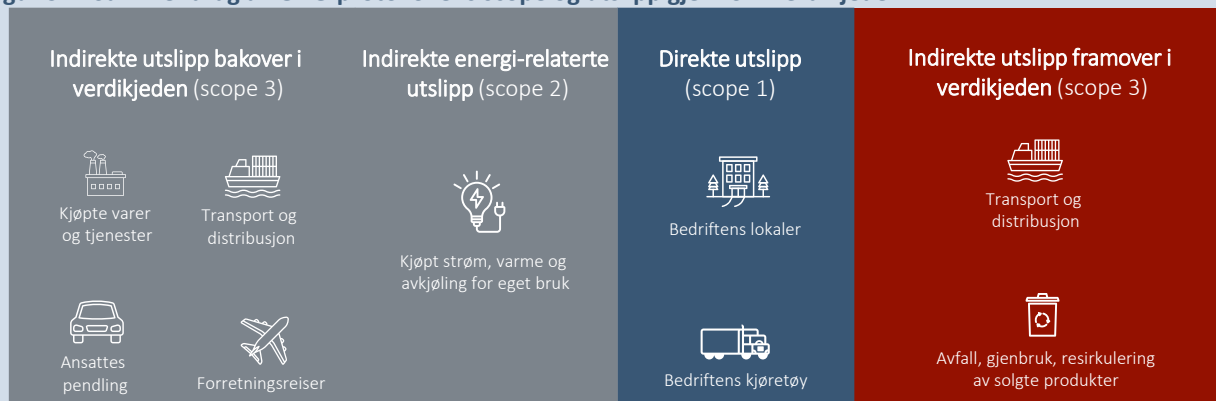 Indirekte utslipp bakover i
verdikjeden (scope 3)
Kjøpte varer
og tjenester
Transport og
distribusjon
Ansattes
pendling
Forretningsreiser
Indirekte energi-relaterte
utslipp (scope 2)
Kjøpt strøm, varme og
avkjøling for eget bruk
Direkte utslipp
(scope 1)
Bedriftens lokaler
Bedriftens kjøretøy
Indirekte utslipp framover i
verdikjeden (scope 3)
Transport og
distribusjon
Avfall, gjenbruk, resirkulering
av solgte produkter